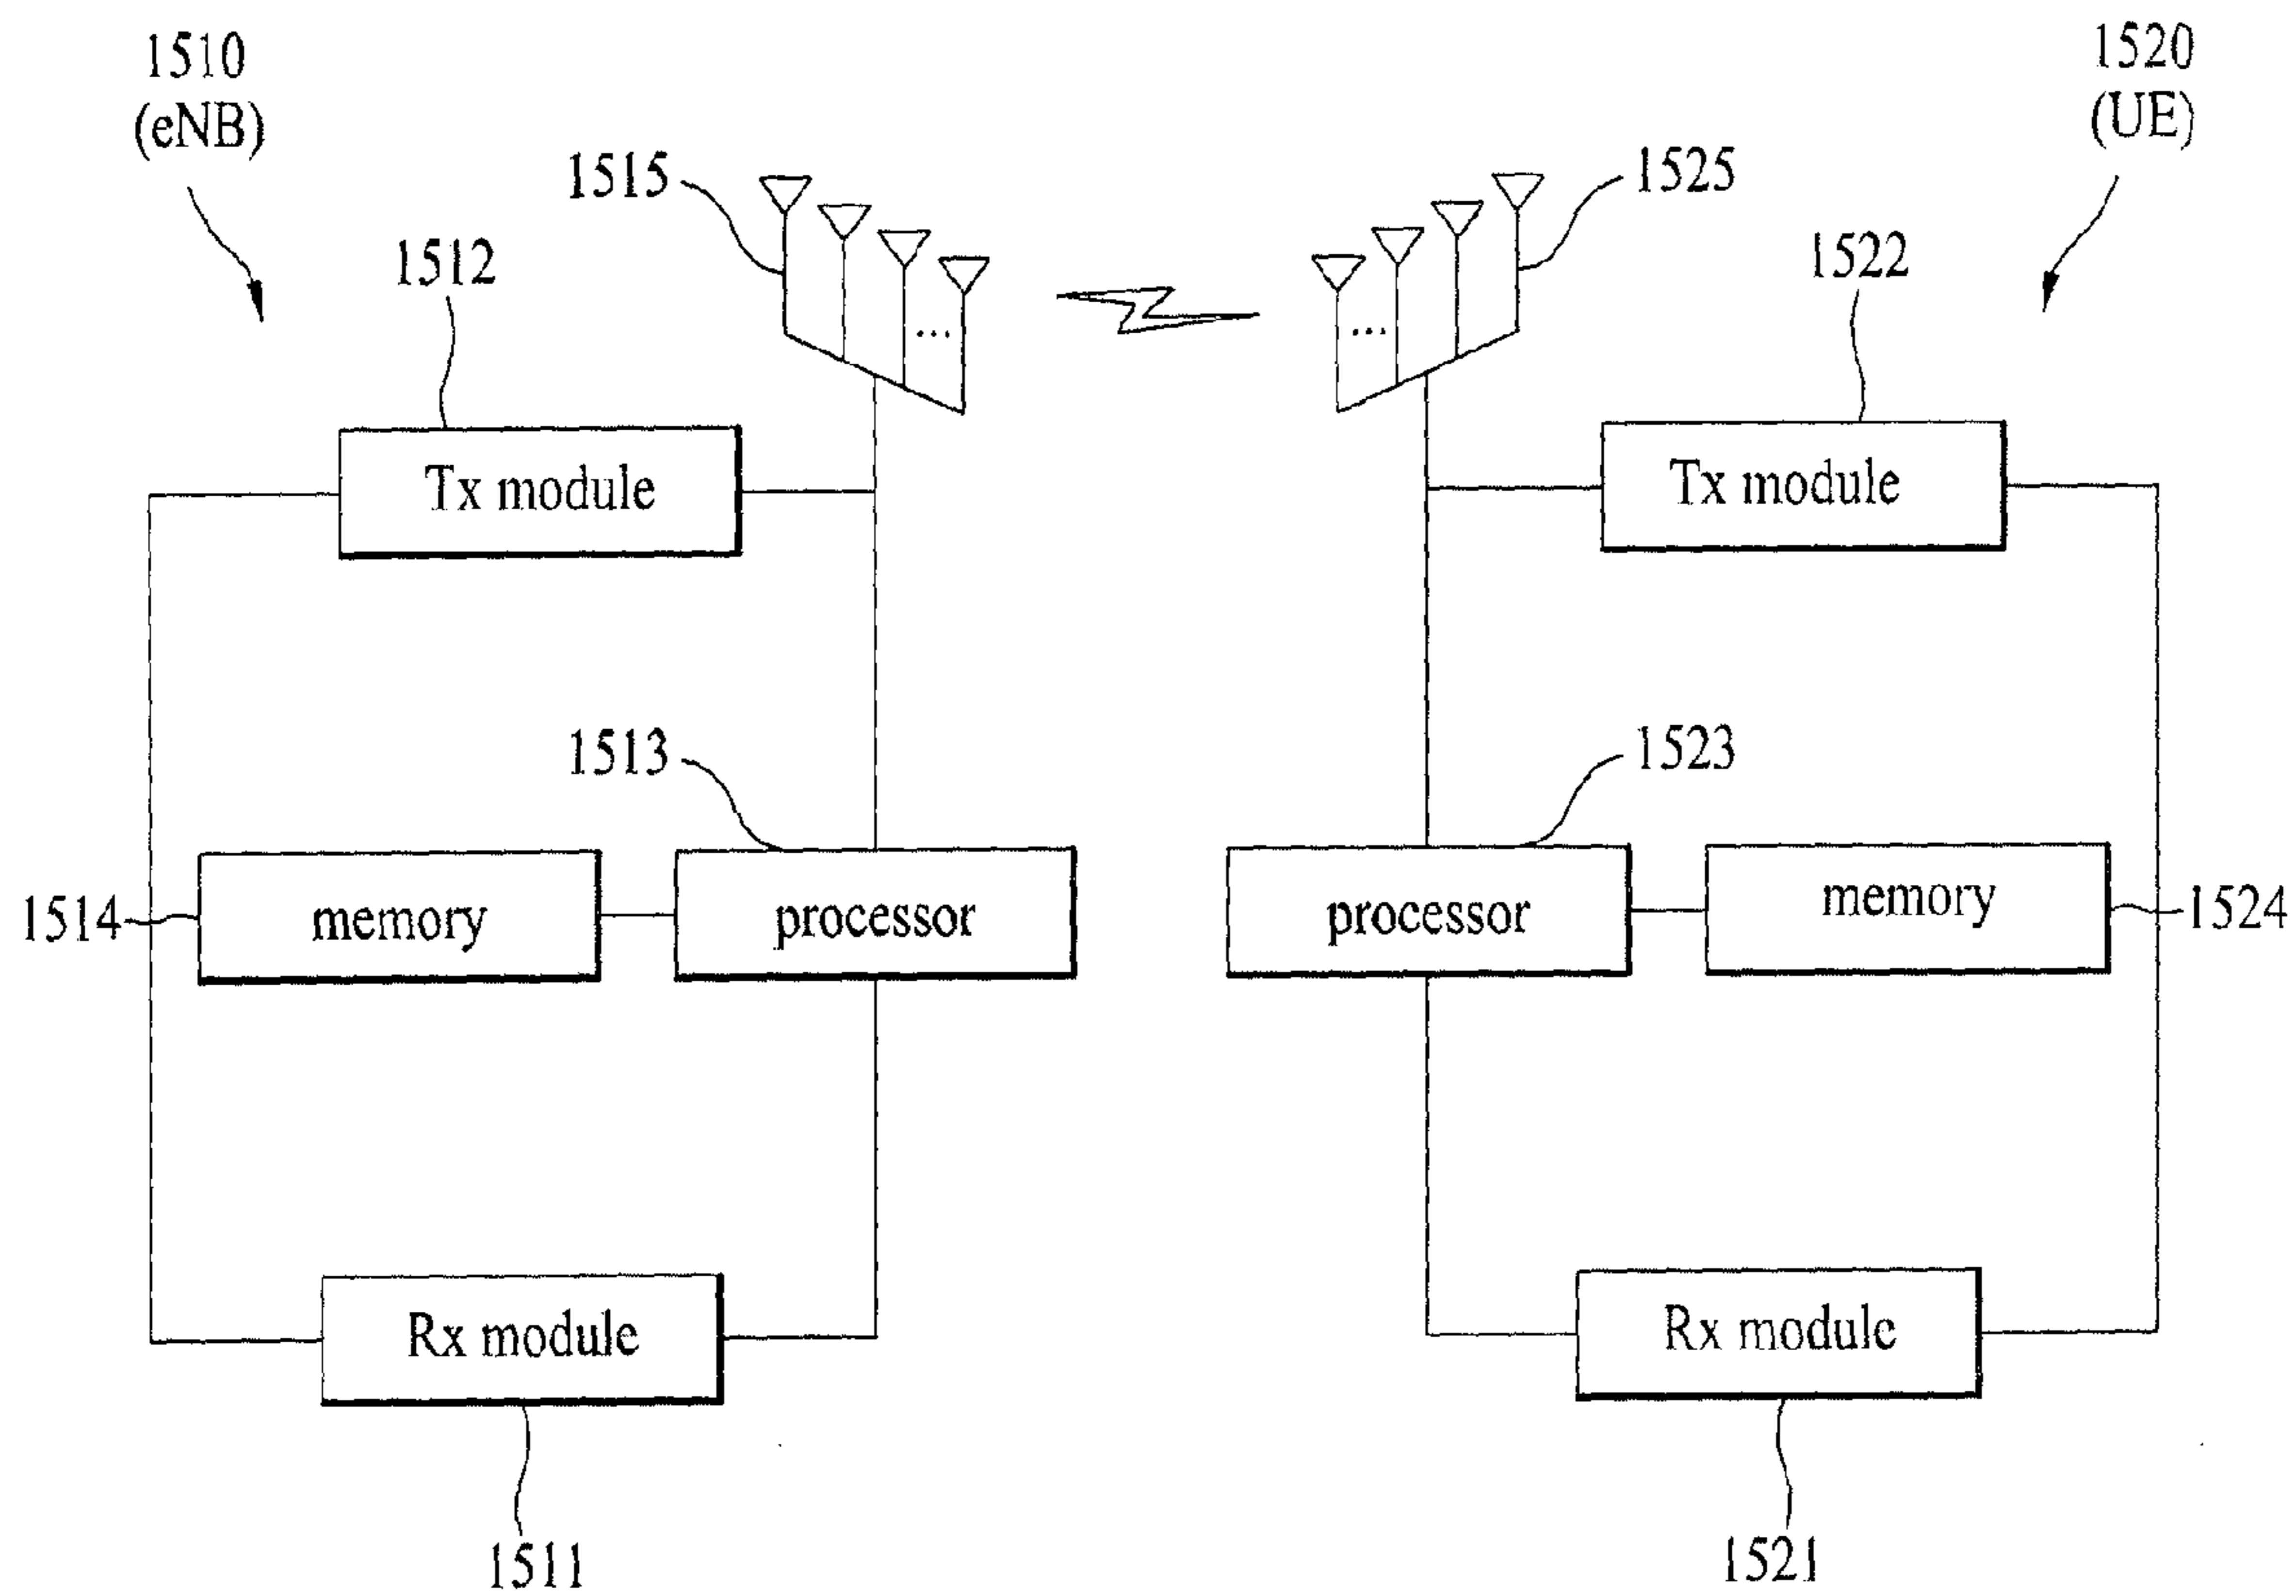 1510
(eNB)
1520
(UE)
1515
1525
1512
1522
...
...
Tx module
Tx module
1513
1523
1514
memory
processor
processor
memory
1524
Rx module
Rx module
1511
1521